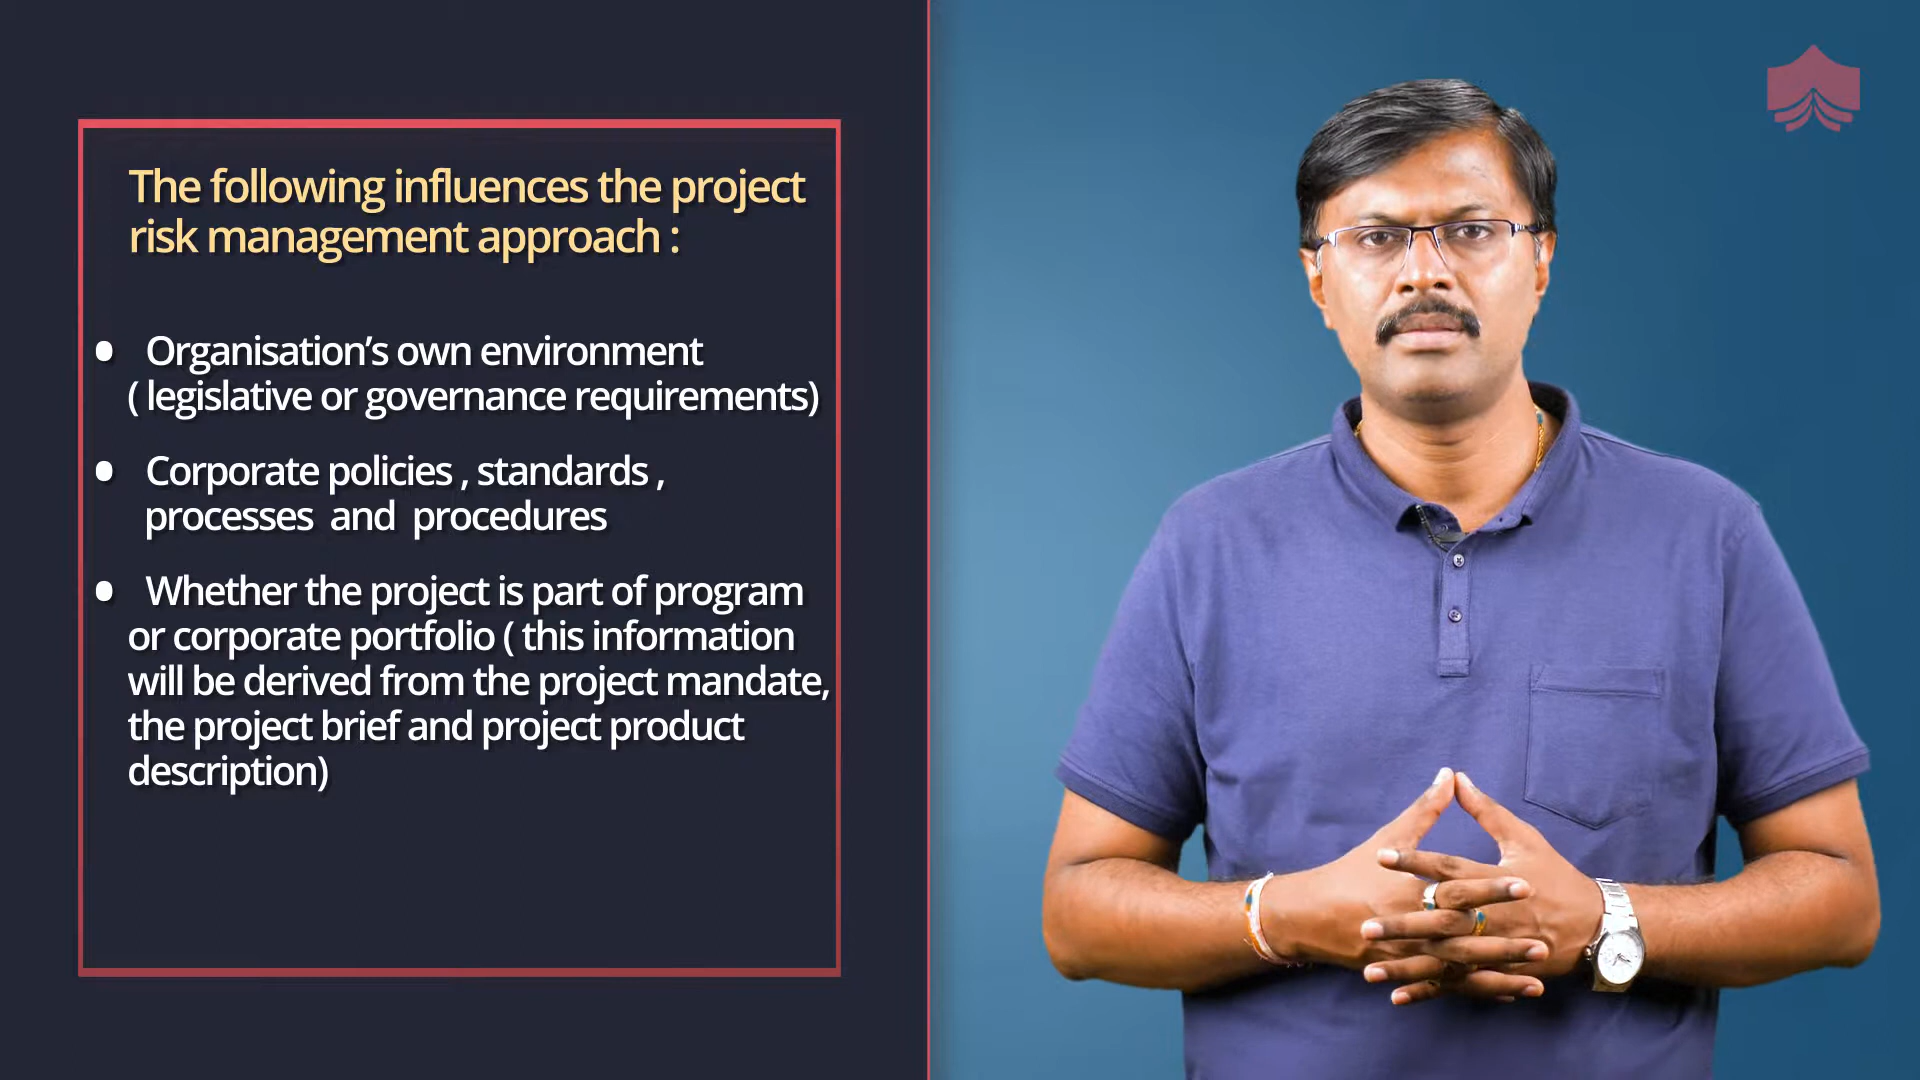 The following influences the project
risk management approach :
• Organisation’s own environment
( legislative or governance requirements)
• Corporate policies , standards ,
processes and procedures
• Whether the project is part of program
or corporate portfolio ( this information
will be derived from the project mandate,
the project brief and project product
description)